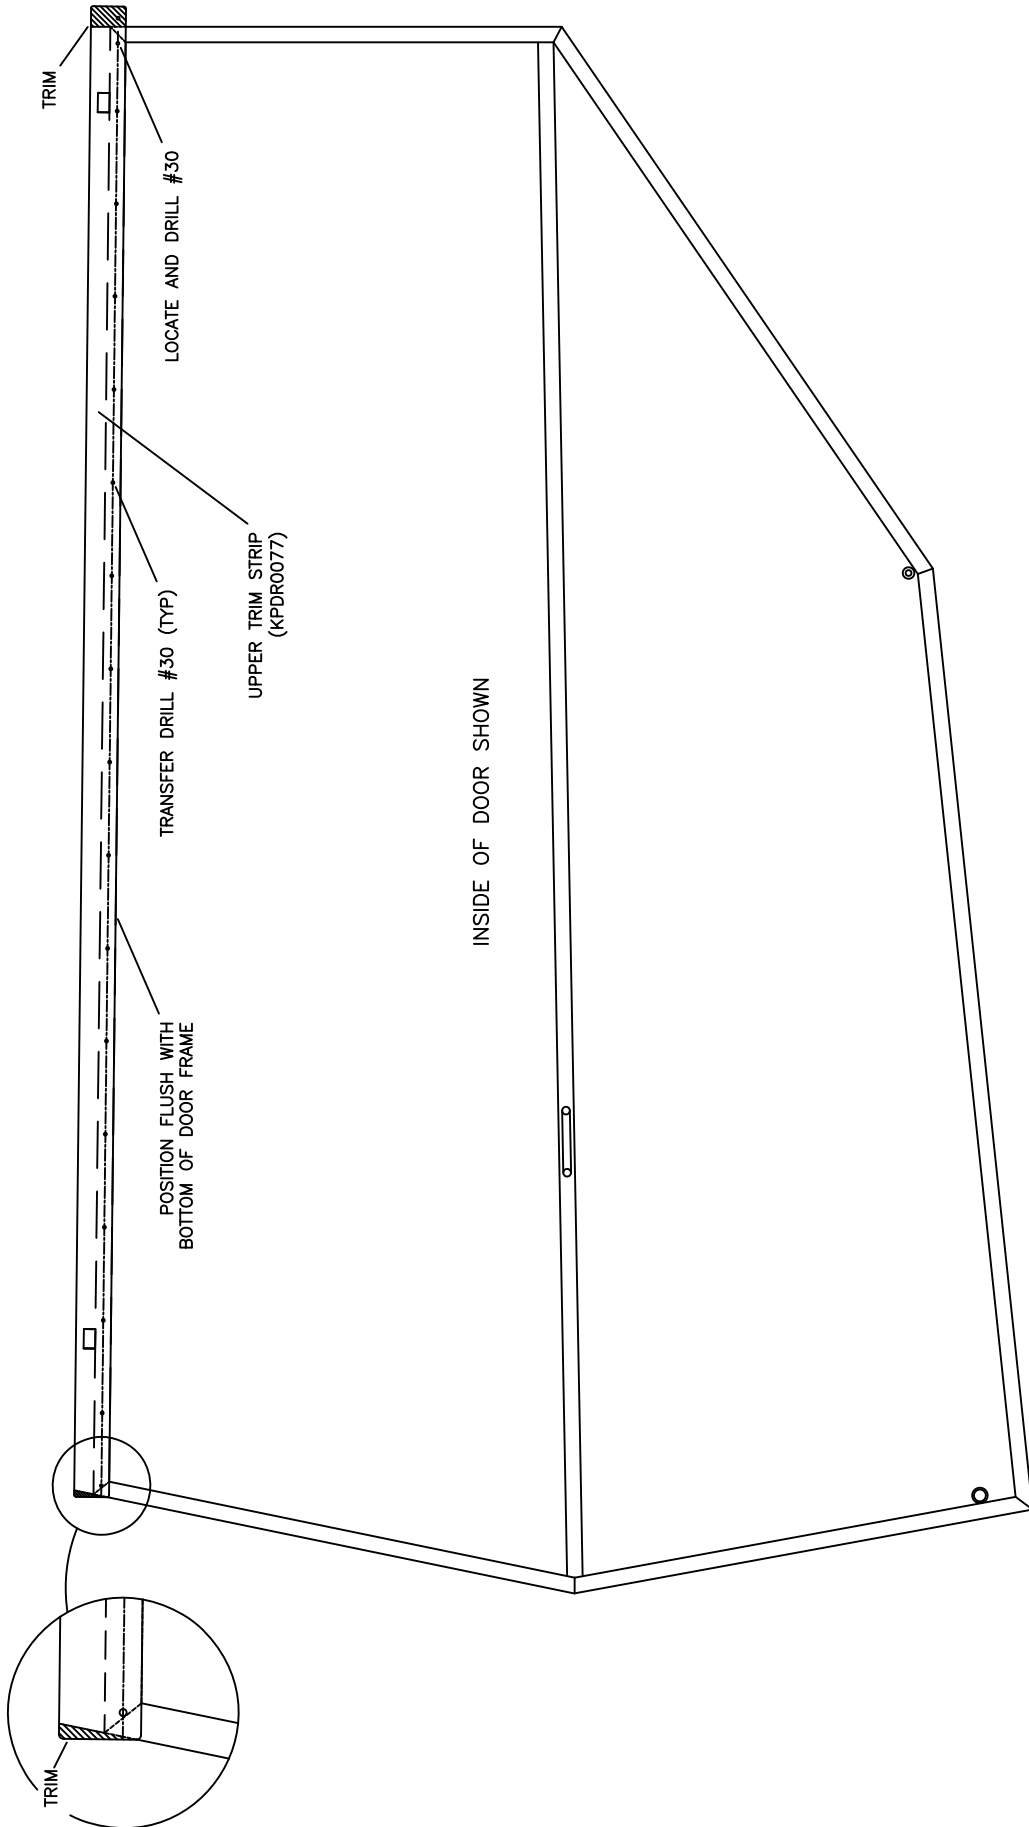 TRIM
LOCATE AND DRILL #30
UPPER TRIM STRIP
(KPDR0077)
TRANSFER DRILL #30 (TYP)
INSIDE OF DOOR SHOWN
POSITION FLUSH WITH
BOTTOM OF DOOR FRAME
TRIM